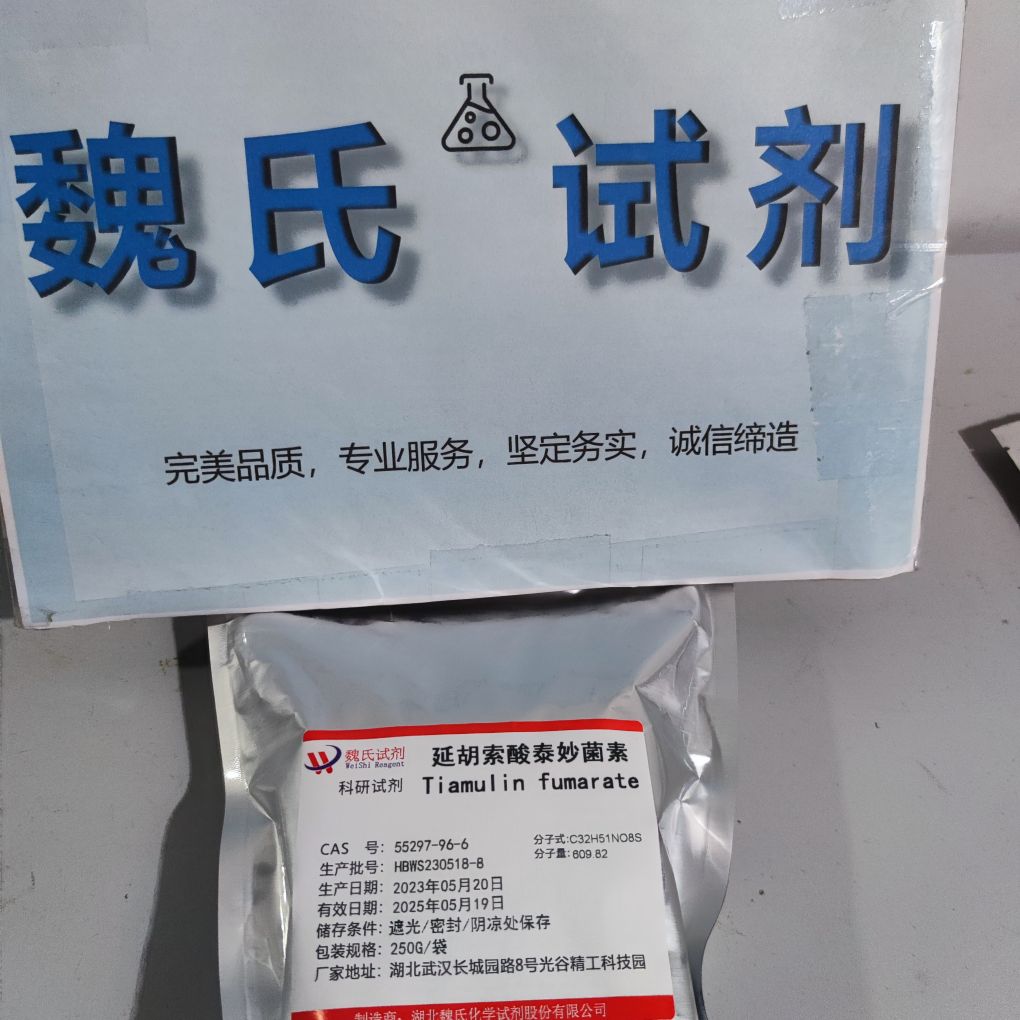 魏氏试剂
完美品质，专业服务，坚定务实，诚信缔造
魏氏试剂
WeiShi Reagent
科研试剂
延胡索酸泰妙菌素
Tiamulin fumarate
CAS 号：55297-96-6
分子式:C32H51NO8S
分子量:609.82
生产批号：HBWS230518-8
生产日期：2023年05月20日
有效日期：2025年05月19日
储存条件：遮光/密封/阴凉处保存
包装规格：250G/袋
厂家地址：湖北武汉长城园路8号光谷精工科技园
制造商：湖北魏氏化学试剂股份有限公司